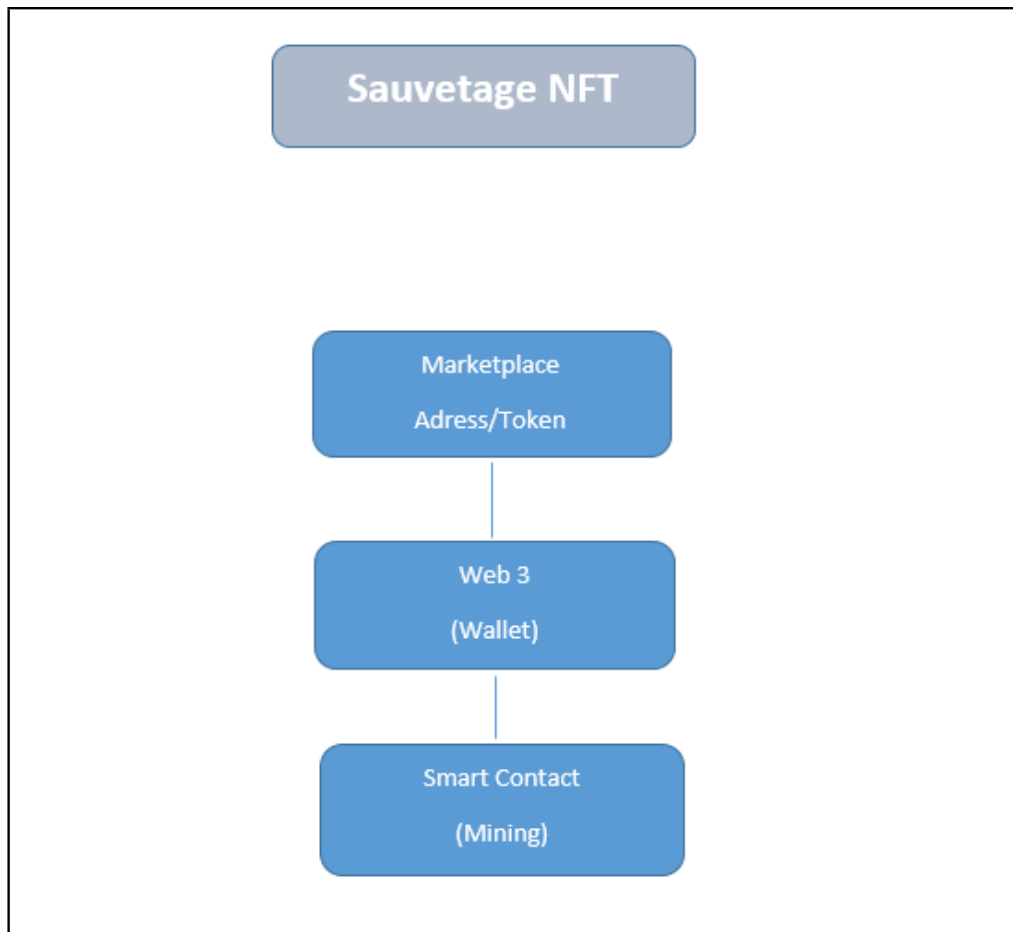 Sauvetage NFT
Marketplace
Adress/Token
Web 3
(Wallet)
Smart Contact
(Mining)